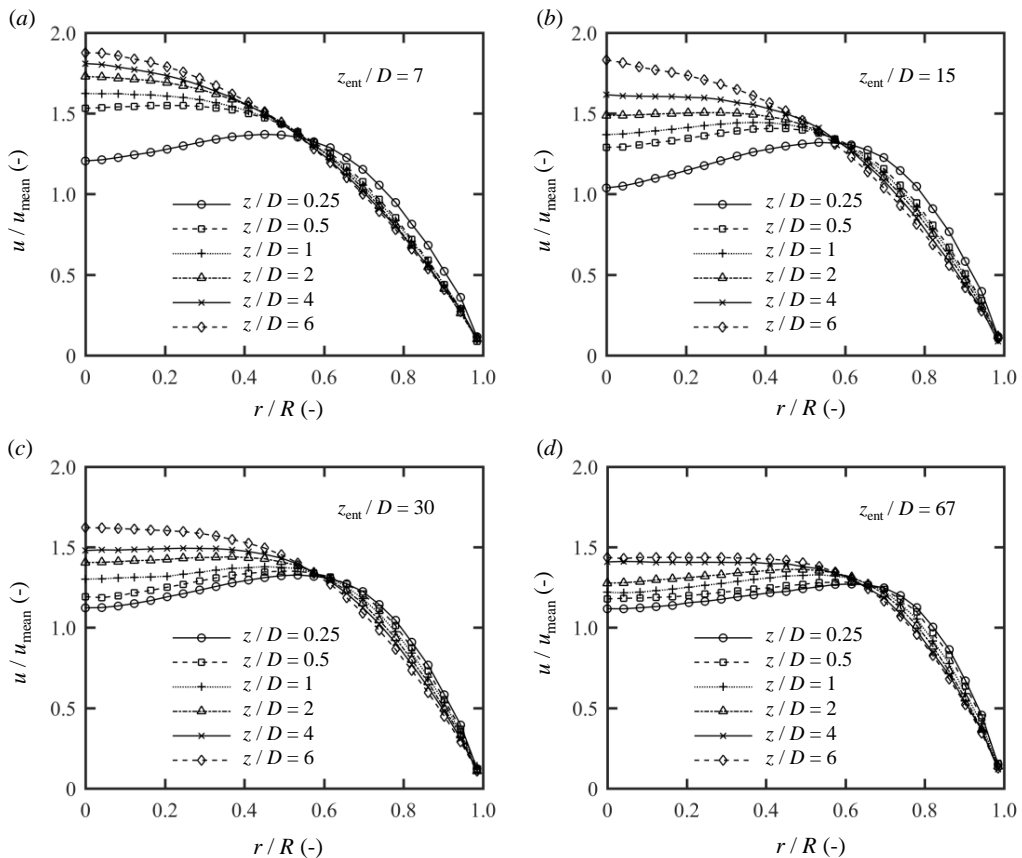 (a)
2.0
1.5
1.0
0.5
0
u / u_mean (-)
z_ent / D = 7
z / D = 0.25
z / D = 0.5
z / D = 1
z / D = 2
z / D = 4
z / D = 6
0 0.2 0.4 0.6 0.8 1.0
r / R (-)
(b)
2.0
1.5
1.0
0.5
0
u / u_mean (-)
z_ent / D = 15
z / D = 0.25
z / D = 0.5
z / D = 1
z / D = 2
z / D = 4
z / D = 6
0 0.2 0.4 0.6 0.8 1.0
r / R (-)
(c)
2.0
1.5
1.0
0.5
0
u / u_mean (-)
z_ent / D = 30
z / D = 0.25
z / D = 0.5
z / D = 1
z / D = 2
z / D = 4
z / D = 6
0 0.2 0.4 0.6 0.8 1.0
r / R (-)
(d)
2.0
1.5
1.0
0.5
0
u / u_mean (-)
z_ent / D = 67
z / D = 0.25
z / D = 0.5
z / D = 1
z / D = 2
z / D = 4
z / D = 6
0 0.2 0.4 0.6 0.8 1.0
r / R (-)